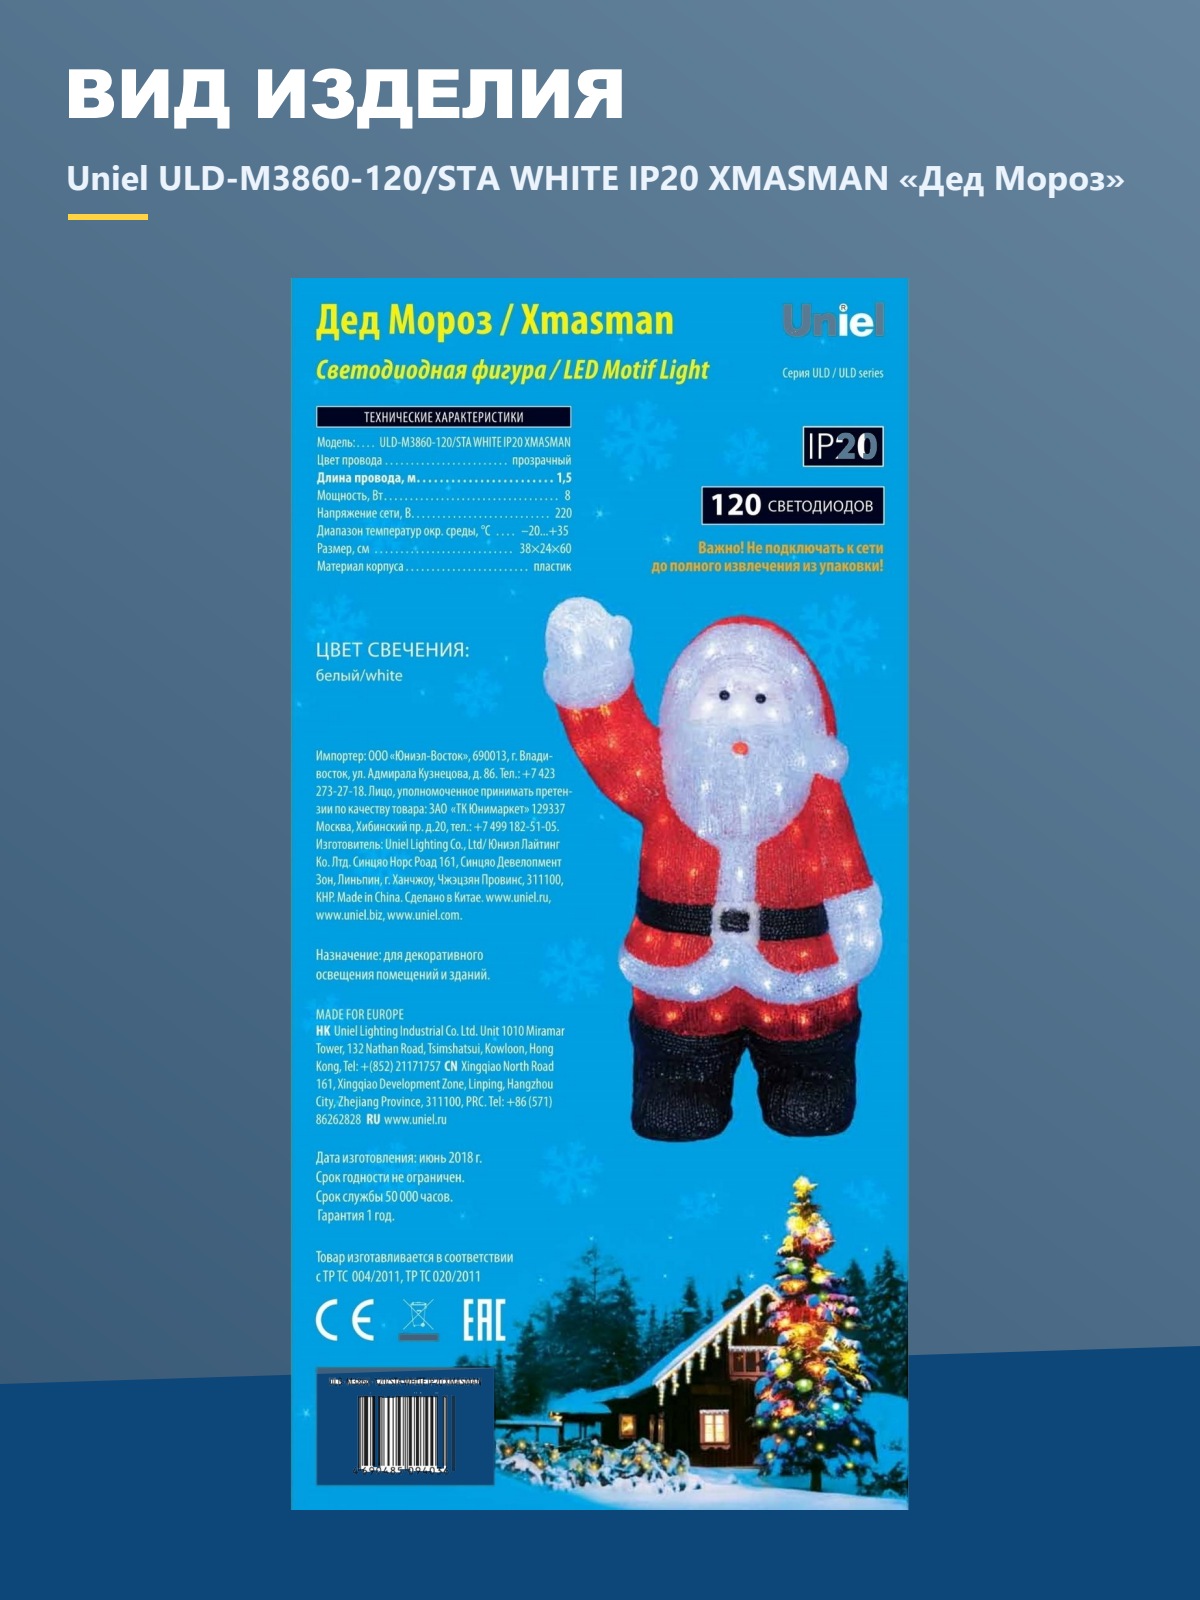 ВИД ИЗДЕЛИЯ
Uniel ULD-M3860-120/STA WHITE IP20 XMASMAN «Дед Мороз»
Дед Мороз / Xmasman
Uniel®
Светодиодная фигура / LED Motif Light
Серия ULD / ULD series
ТЕХНИЧЕСКИЕ ХАРАКТЕРИСТИКИ
Модель:.... ULD-M3860-120/STA WHITE IP20 XMASMAN
Цвет провода ........................ прозрачный
Длина провода, м........................ 1,5
Мощность, Вт.............................. 8
Напряжение сети, В........................ 220
Диапазон температур окр. среды, °С .... −20...+35
Размер, см ........................ 38×24×60
Материал корпуса ..................... пластик
IP20
120 СВЕТОДИОДОВ
Важно! Не подключать к сети
до полного извлечения из упаковки!
ЦВЕТ СВЕЧЕНИЯ:
белый/white
Импортер: ООО «Юниэл-Восток», 690013, г. Влади-
восток, ул. Адмирала Кузнецова, д. 86. Тел.: +7 423
273-27-18. Лицо, уполномоченное принимать претен-
зии по качеству товара: ЗАО «ТК Юнимаркет» 129337
Москва, Хибинский пр. д.20, тел.: +7 499 182-51-05.
Изготовитель: Uniel Lighting Co., Ltd/ Юниэл Лайтинг
Ко. Лтд. Синцяо Норс Роад 161, Синцяо Девелопмент
Зон, Линьпин, г. Ханчжоу, Чжэцзян Провинс, 311100,
КНР. Made in China. Сделано в Китае. www.uniel.ru,
www.uniel.biz, www.uniel.com.
Назначение: для декоративного
освещения помещений и зданий.
MADE FOR EUROPE
HK Uniel Lighting Industrial Co. Ltd. Unit 1010 Miramar
Tower, 132 Nathan Road, Tsimshatsui, Kowloon, Hong
Kong, Tel: +(852) 21171757 CN Xingqiao North Road
161, Xingqiao Development Zone, Linping, Hangzhou
City, Zhejiang Province, 311100, PRC. Tel: +86 (571)
86262828 RU www.uniel.ru
Дата изготовления: июнь 2018 г.
Срок годности не ограничен.
Срок службы 50 000 часов.
Гарантия 1 год.
Товар изготавливается в соответствии
с ТР ТС 004/2011, ТР ТС 020/2011
CE EAC